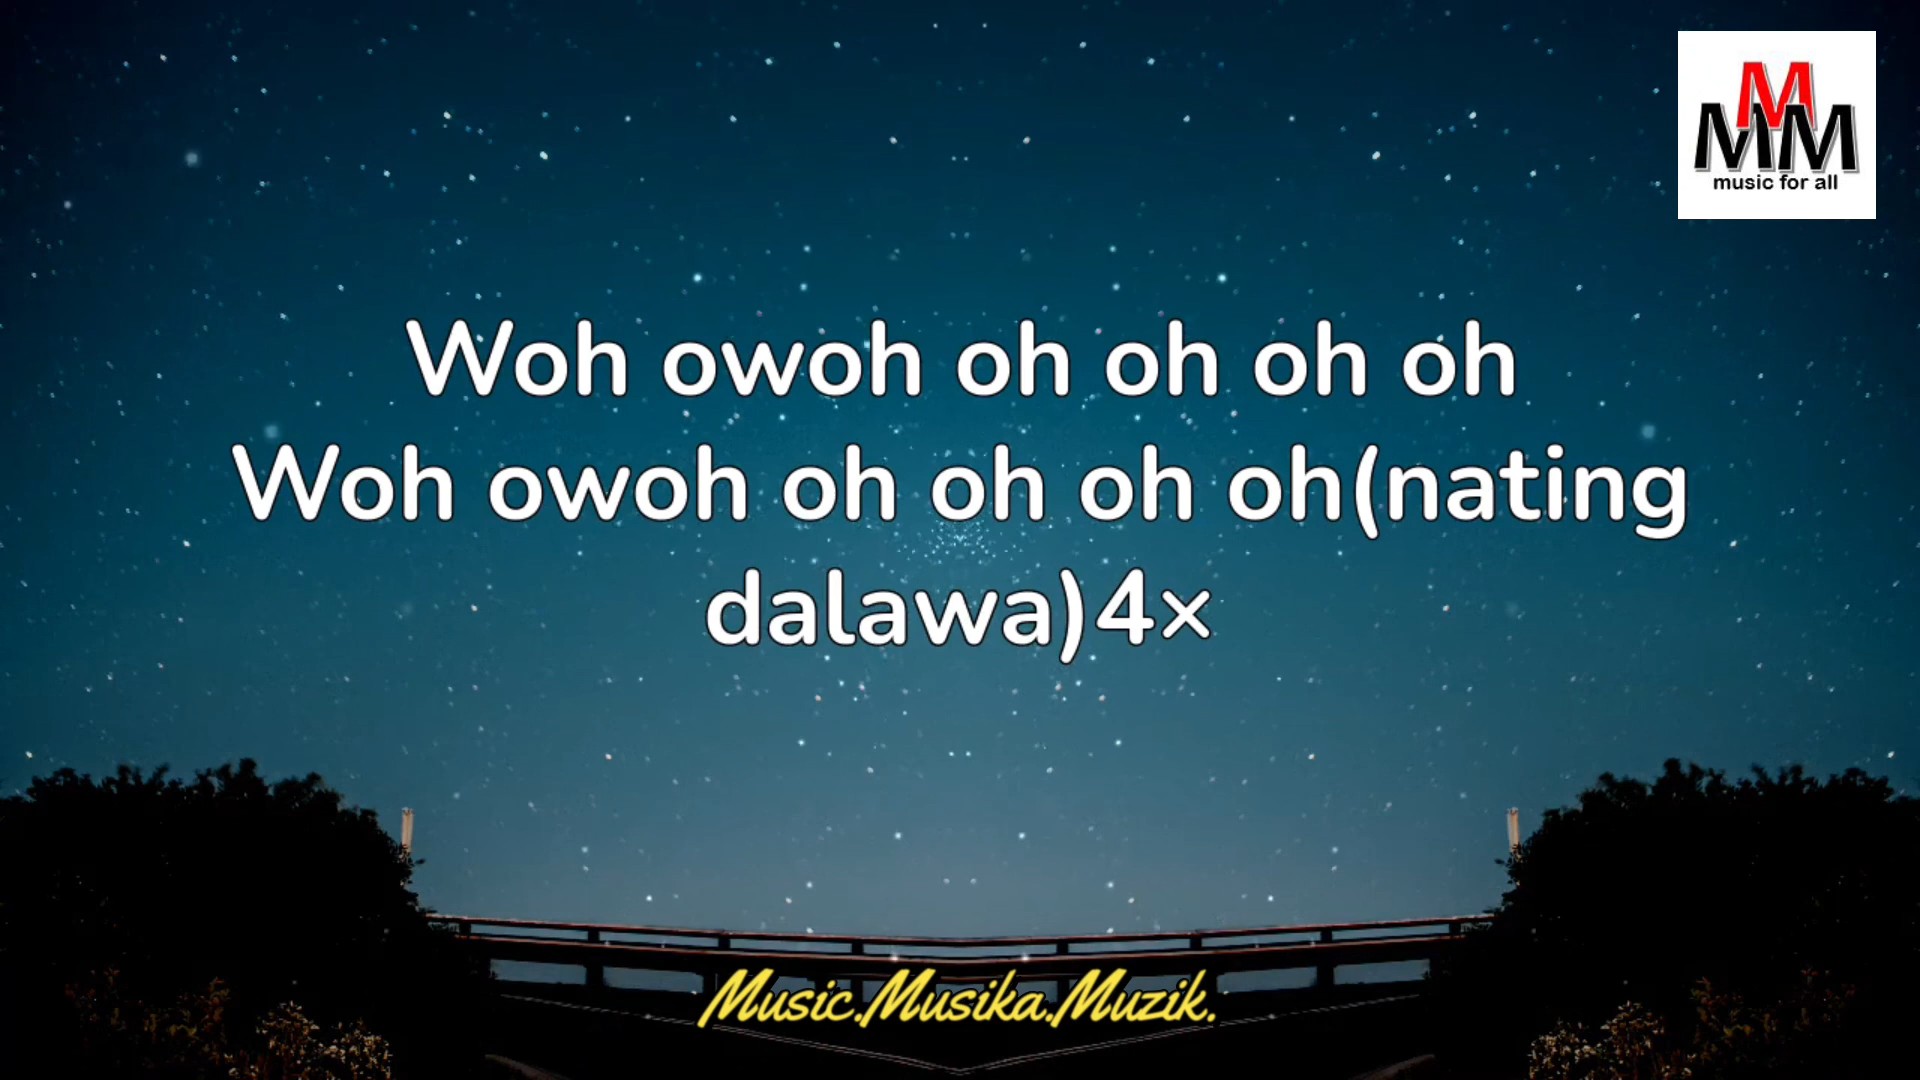 M
MMM
music for all
Woh owoh oh oh oh oh
Woh owoh oh oh oh oh(nating
dalawa)4×
Music.Musika.Muzik.